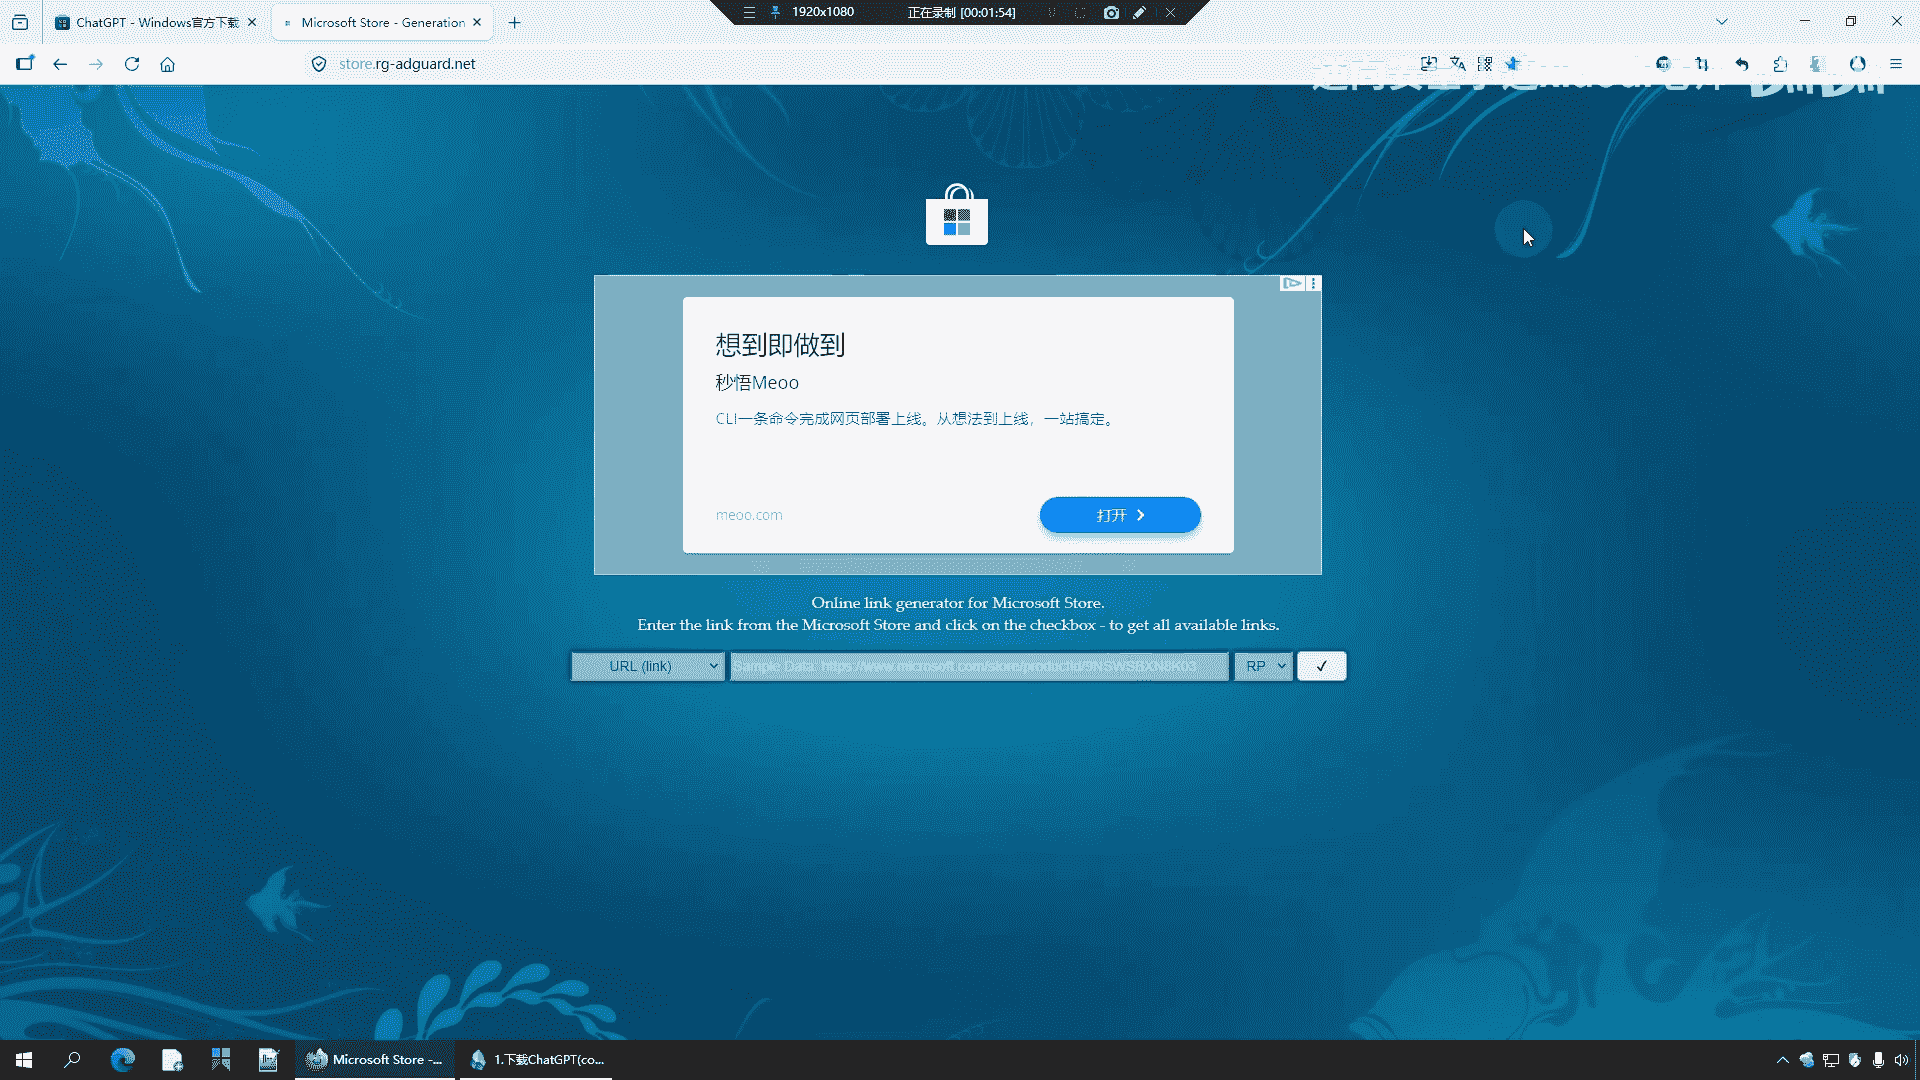 ChatGPT - Windows官方下载
Microsoft Store - Generation
1920x1080
正在录制 [00:01:54]
store.rg-adguard.net
想到即做到
秒悟Meoo
CLI一条命令完成网页部署上线。从想法到上线，一站搞定。
meoo.com
打开
Online link generator for Microsoft Store.
Enter the link from the Microsoft Store and click on the checkbox - to get all available links.
URL (link)
Sample Data: https://www.microsoft.com/store/productId/9NSWSBXN8K03
RP
Microsoft Store -...
1.下载ChatGPT(co...